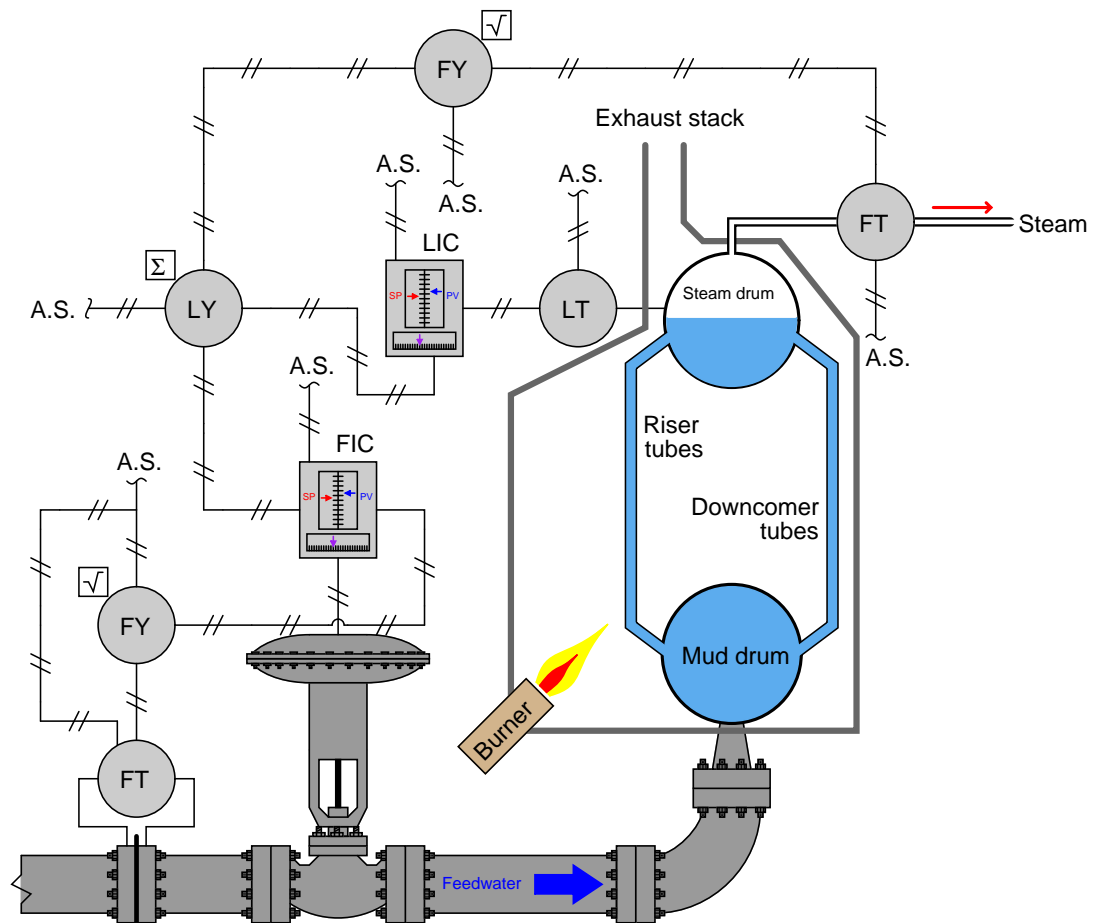 √
FY
A.S.
Exhaust stack
A.S.
A.S.
LIC
FT
Steam
Σ
A.S.
LY
SP
PV
LT
Steam drum
A.S.
A.S.
FIC
Riser
tubes
A.S.
SP
PV
Downcomer
tubes
√
FY
Mud drum
Burner
FT
Feedwater